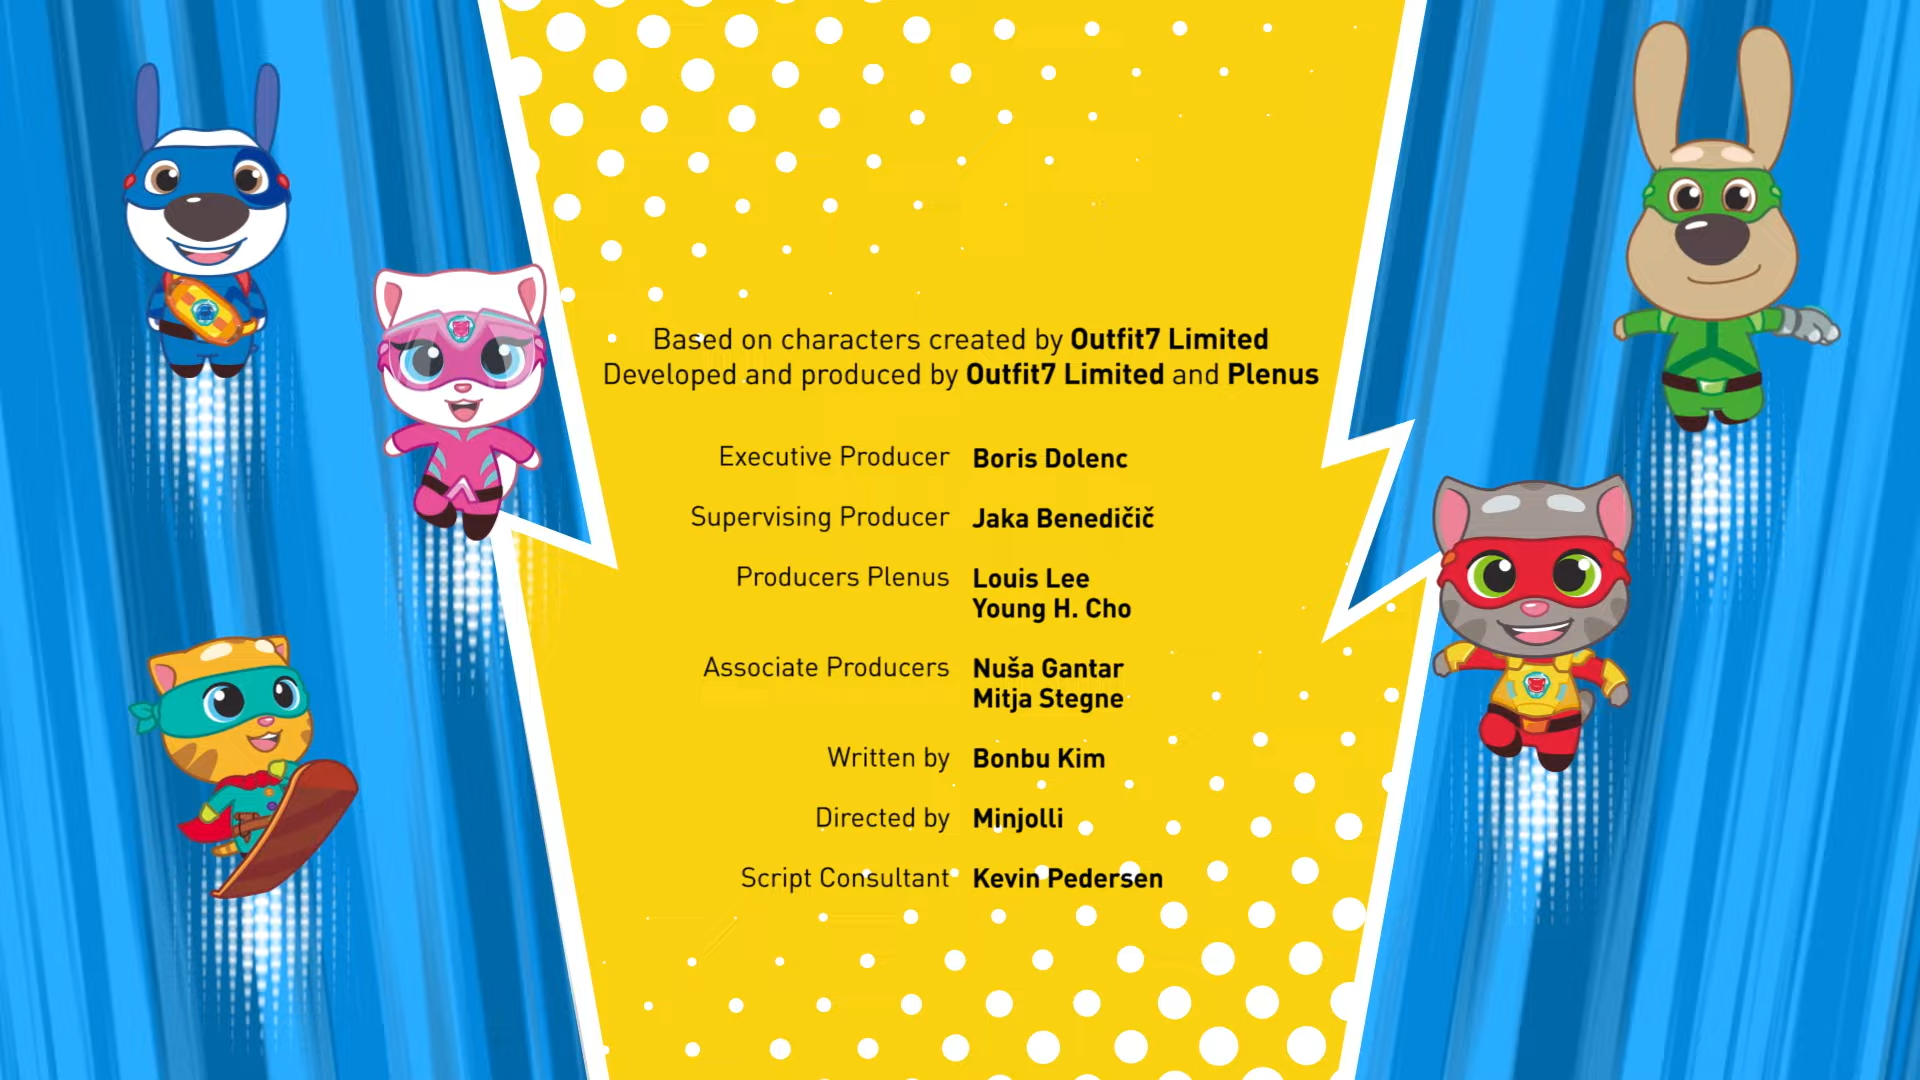 Based on characters created by Outfit7 Limited
Developed and produced by Outfit7 Limited and Plenus
Executive Producer Boris Dolenc
Supervising Producer Jaka Benedičič
Producers Plenus Louis Lee
Young H. Cho
Associate Producers Nuša Gantar
Mitja Stegne
Written by Bonbu Kim
Directed by Minjolli
Script Consultant Kevin Pedersen